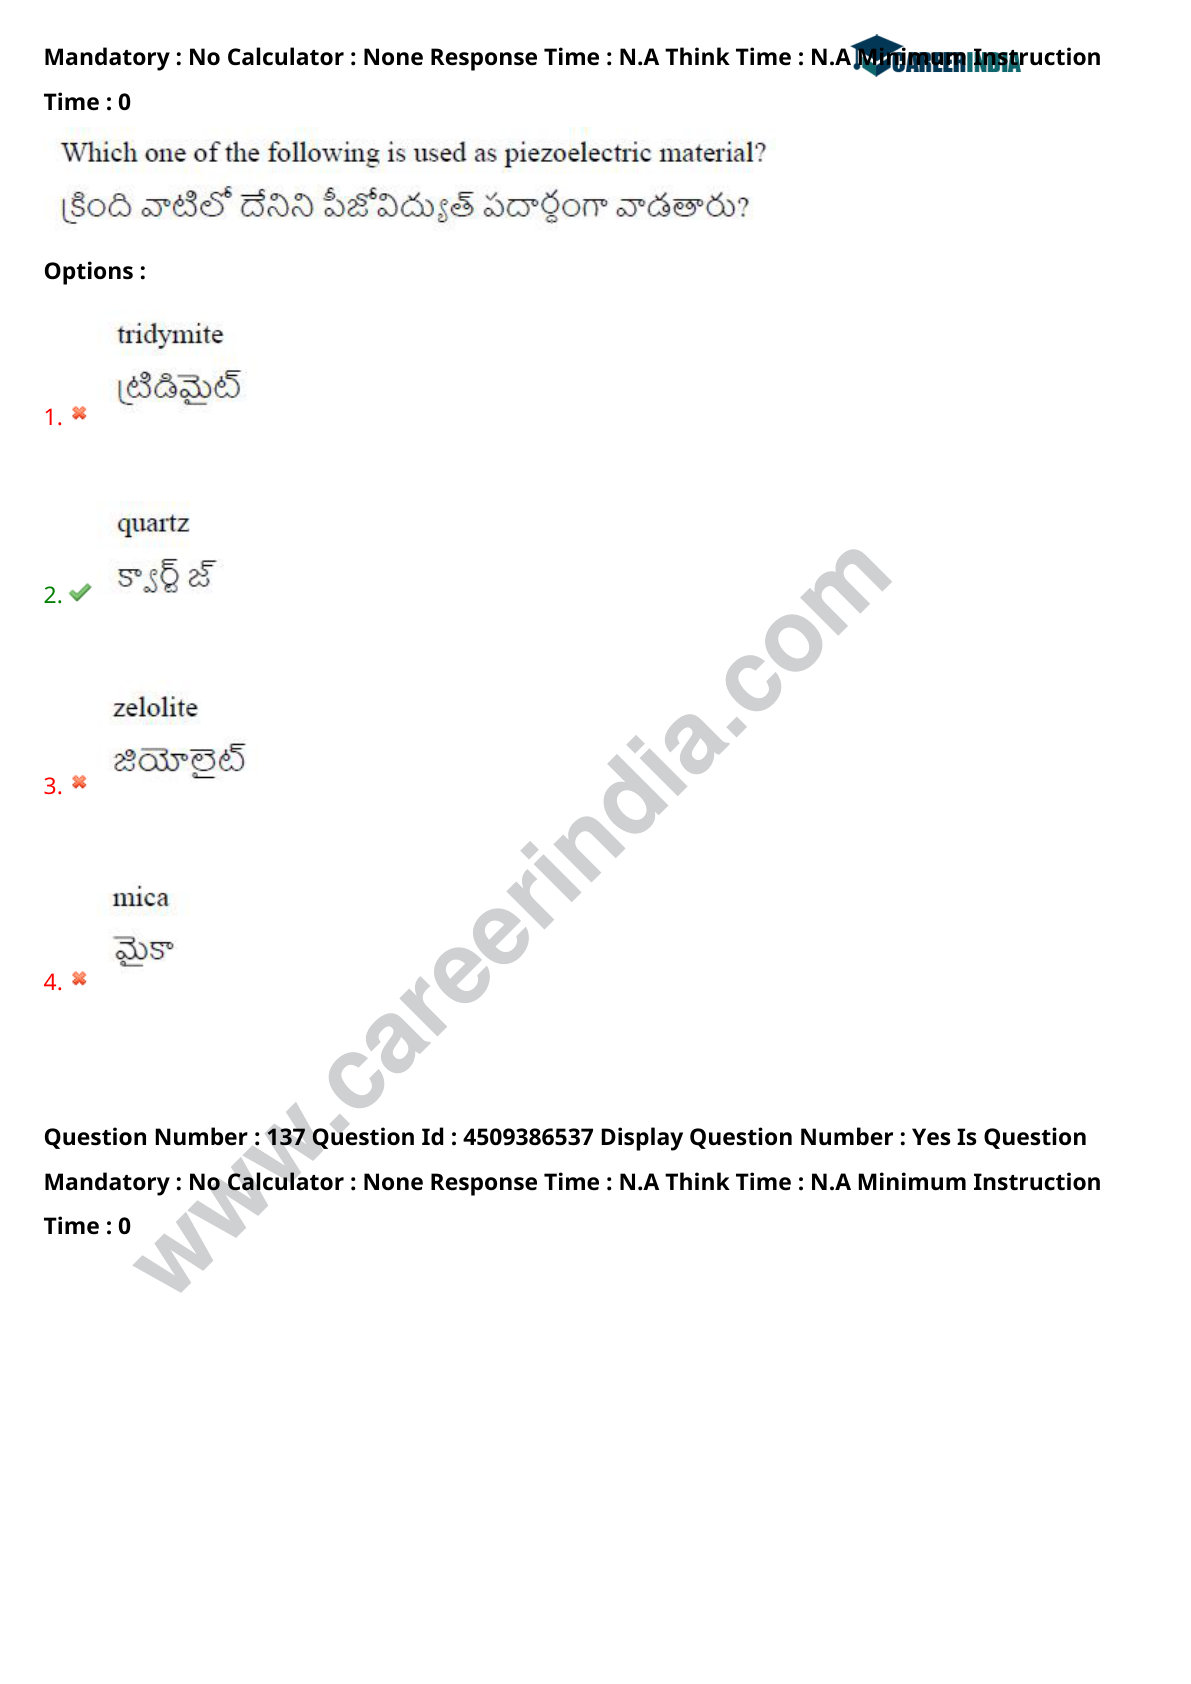 Mandatory : No Calculator : None Response Time : N.A Think Time : N.A Minimum Instruction
CAREERINDIA
Time : 0
Which one of the following is used as piezoelectric material?
క్రింది వాటిలో దేనిని పీజోవిద్యుత్ పదార్థంగా వాడతారు?
Options :
tridymite
ట్రిడిమైట్
1.
quartz
క్వార్ట్ జ్
2.
zelolite
జియోలైట్
3.
mica
మైకా
4.
www.careerindia.com
Question Number : 137 Question Id : 4509386537 Display Question Number : Yes Is Question
Mandatory : No Calculator : None Response Time : N.A Think Time : N.A Minimum Instruction
Time : 0